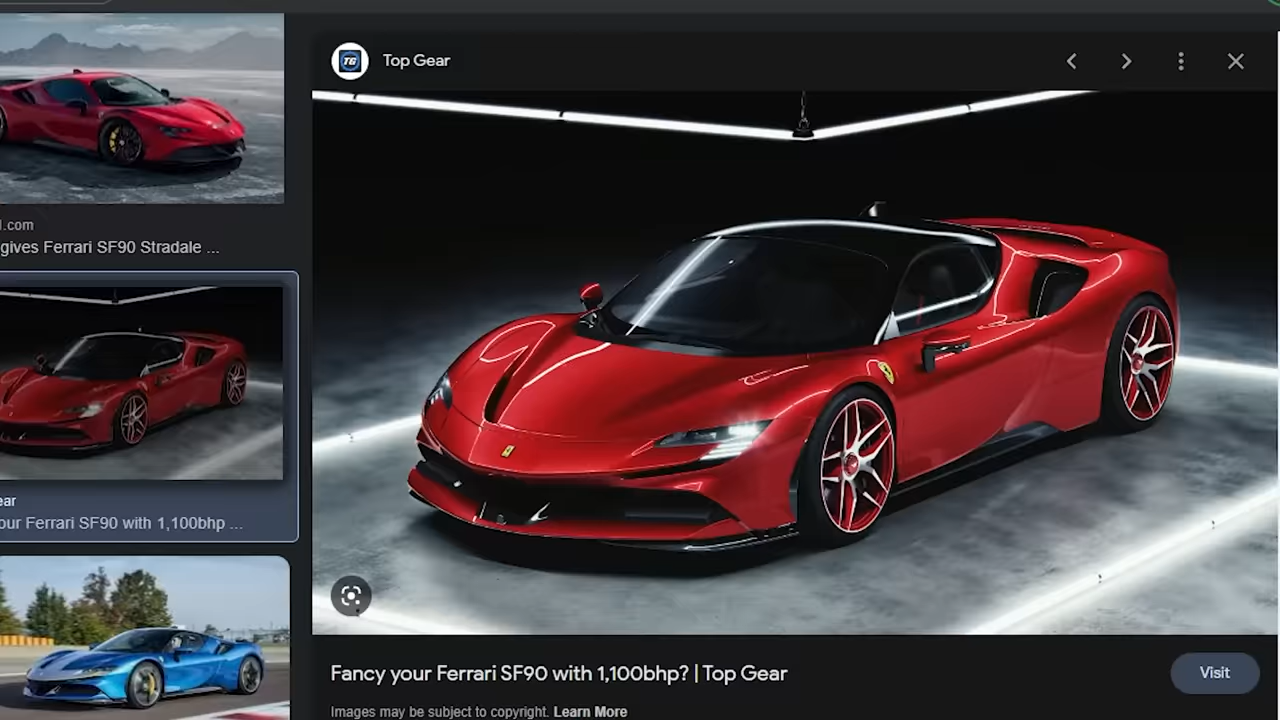 TG
Top Gear
.com
gives Ferrari SF90 Stradale ...
ear
our Ferrari SF90 with 1,100bhp ...
Fancy your Ferrari SF90 with 1,100bhp? | Top Gear
Visit
Images may be subject to copyright. Learn More